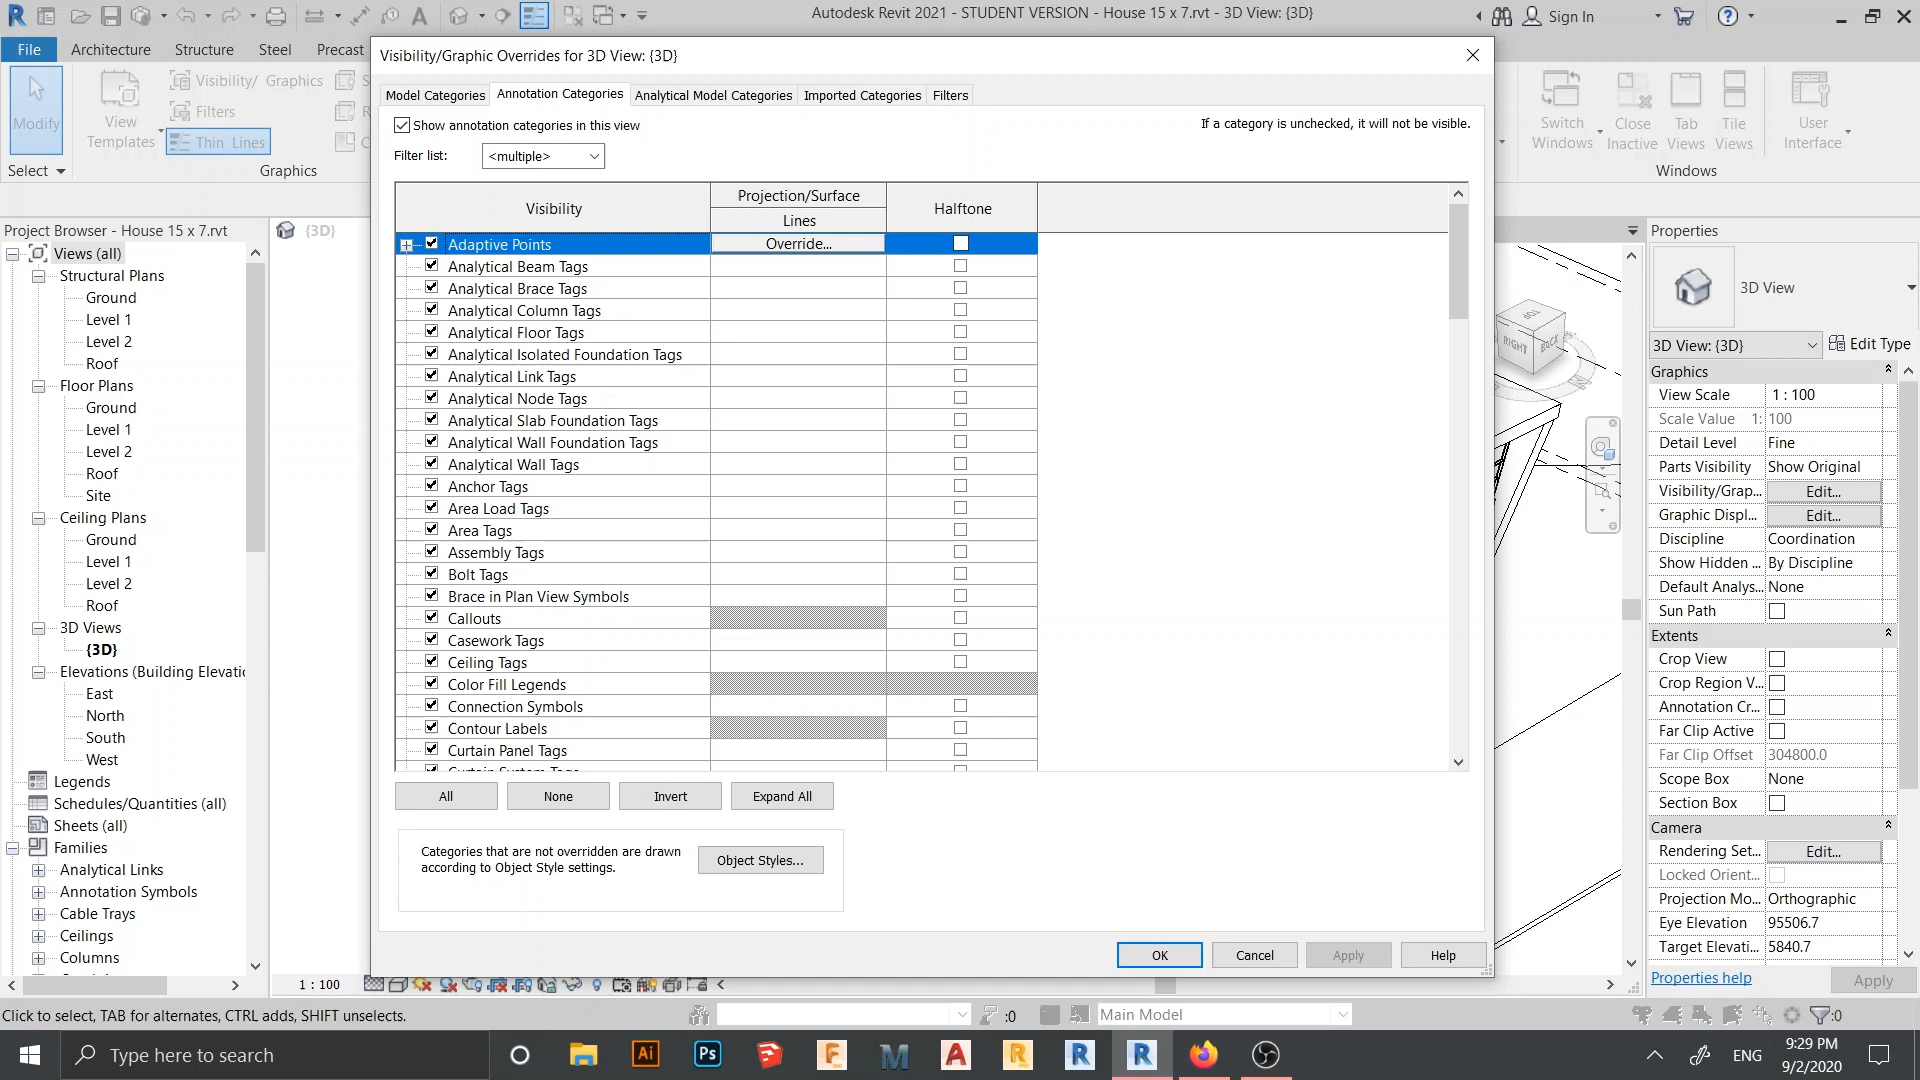 Autodesk Revit 2021 - STUDENT VERSION - House 15 x 7.rvt - 3D View: {3D}
Sign In
File
Architecture
Structure
Steel
Precast
Modify
View
Templates
Visibility/ Graphics
Filters
Thin Lines
Select
Graphics
Switch
Windows
Close
Inactive
Tab
Views
Tile
Views
User
Interface
Windows
Project Browser - House 15 x 7.rvt
Views (all)
Structural Plans
Ground
Level 1
Level 2
Roof
Floor Plans
Ground
Level 1
Level 2
Roof
Site
Ceiling Plans
Ground
Level 1
Level 2
Roof
3D Views
{3D}
Elevations (Building Elevati
East
North
South
West
Legends
Schedules/Quantities (all)
Sheets (all)
Families
Analytical Links
Annotation Symbols
Cable Trays
Ceilings
Columns
{3D}
Visibility/Graphic Overrides for 3D View: {3D}
Model Categories
Annotation Categories
Analytical Model Categories
Imported Categories
Filters
Show annotation categories in this view
If a category is unchecked, it will not be visible.
Filter list:
<multiple>
Visibility
Projection/Surface
Lines
Halftone
Adaptive Points
Override...
Analytical Beam Tags
Analytical Brace Tags
Analytical Column Tags
Analytical Floor Tags
Analytical Isolated Foundation Tags
Analytical Link Tags
Analytical Node Tags
Analytical Slab Foundation Tags
Analytical Wall Foundation Tags
Analytical Wall Tags
Anchor Tags
Area Load Tags
Area Tags
Assembly Tags
Bolt Tags
Brace in Plan View Symbols
Callouts
Casework Tags
Ceiling Tags
Color Fill Legends
Connection Symbols
Contour Labels
Curtain Panel Tags
Curtain System Tags
All
None
Invert
Expand All
Categories that are not overridden are drawn
according to Object Style settings.
Object Styles...
OK
Cancel
Apply
Help
TOP
RIGHT
BACK
Properties
3D View
3D View: {3D}
Edit Type
Graphics
View Scale 1 : 100
Scale Value 1: 100
Detail Level Fine
Parts Visibility Show Original
Visibility/Grap... Edit...
Graphic Displ... Edit...
Discipline Coordination
Show Hidden ... By Discipline
Default Analys... None
Sun Path
Extents
Crop View
Crop Region V...
Annotation Cr...
Far Clip Active
Far Clip Offset 304800.0
Scope Box None
Section Box
Camera
Rendering Set... Edit...
Locked Orient...
Projection Mo... Orthographic
Eye Elevation 95506.7
Target Elevati... 5840.7
Properties help
Apply
1 : 100
Click to select, TAB for alternates, CTRL adds, SHIFT unselects.
:0
Main Model
:0
Type here to search
Ai
Ps
ENG
9:29 PM
9/2/2020